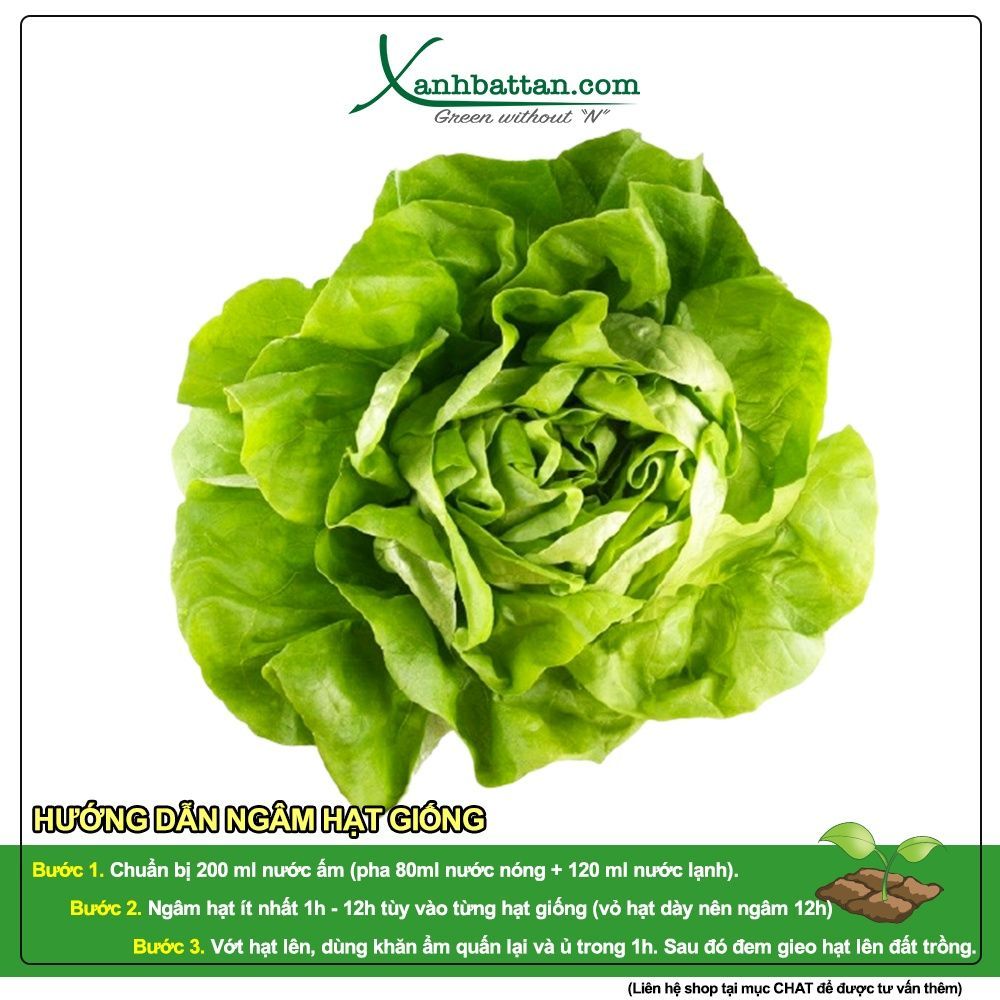 Xanhbattan.com
Green without "N"
HƯỚNG DẪN NGÂM HẠT GIỐNG
Bước 1. Chuẩn bị 200 ml nước ấm (pha 80ml nước nóng + 120 ml nước lạnh).
Bước 2. Ngâm hạt ít nhất 1h - 12h tùy vào từng hạt giống (vỏ hạt dày nên ngâm 12h)
Bước 3. Vớt hạt lên, dùng khăn ẩm quấn lại và ủ trong 1h. Sau đó đem gieo hạt lên đất trồng.
(Liên hệ shop tại mục CHAT để được tư vấn thêm)